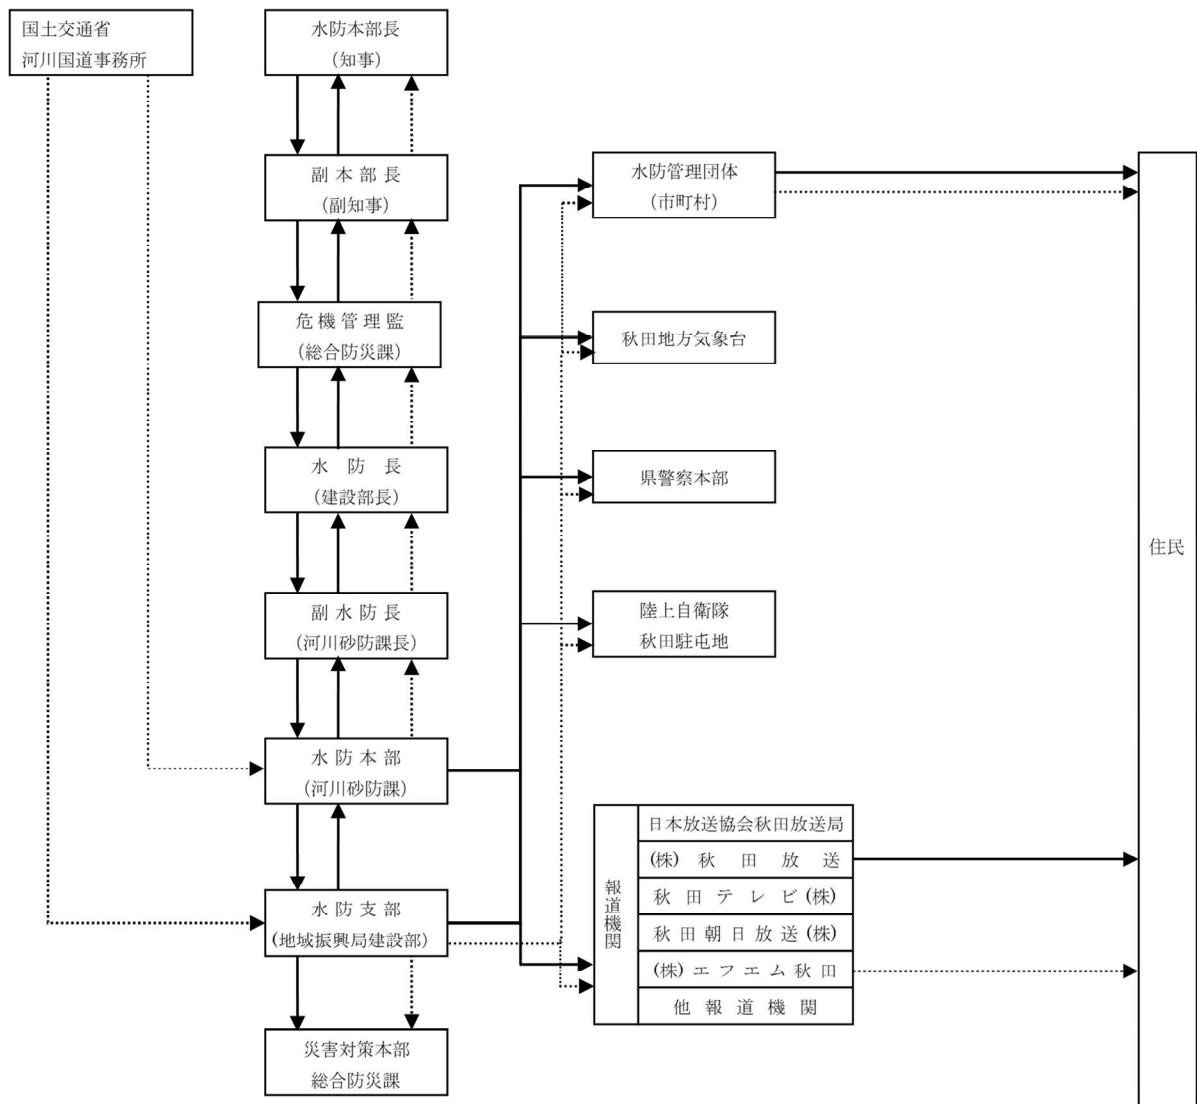 国土交通省
河川国道事務所
水防本部長
(知事)
副本部長
(副知事)
危機管理監
(総合防災課)
水防長
(建設部長)
副水防長
(河川砂防課長)
水防本部
(河川砂防課)
水防支部
(地域振興局建設部)
災害対策本部
総合防災課
水防管理団体
(市町村)
秋田地方気象台
県警察本部
陸上自衛隊
秋田駐屯地
報道機関
日本放送協会秋田放送局
(株)秋田放送
秋田テレビ(株)
秋田朝日放送(株)
(株)エフエム秋田
他報道機関
住民